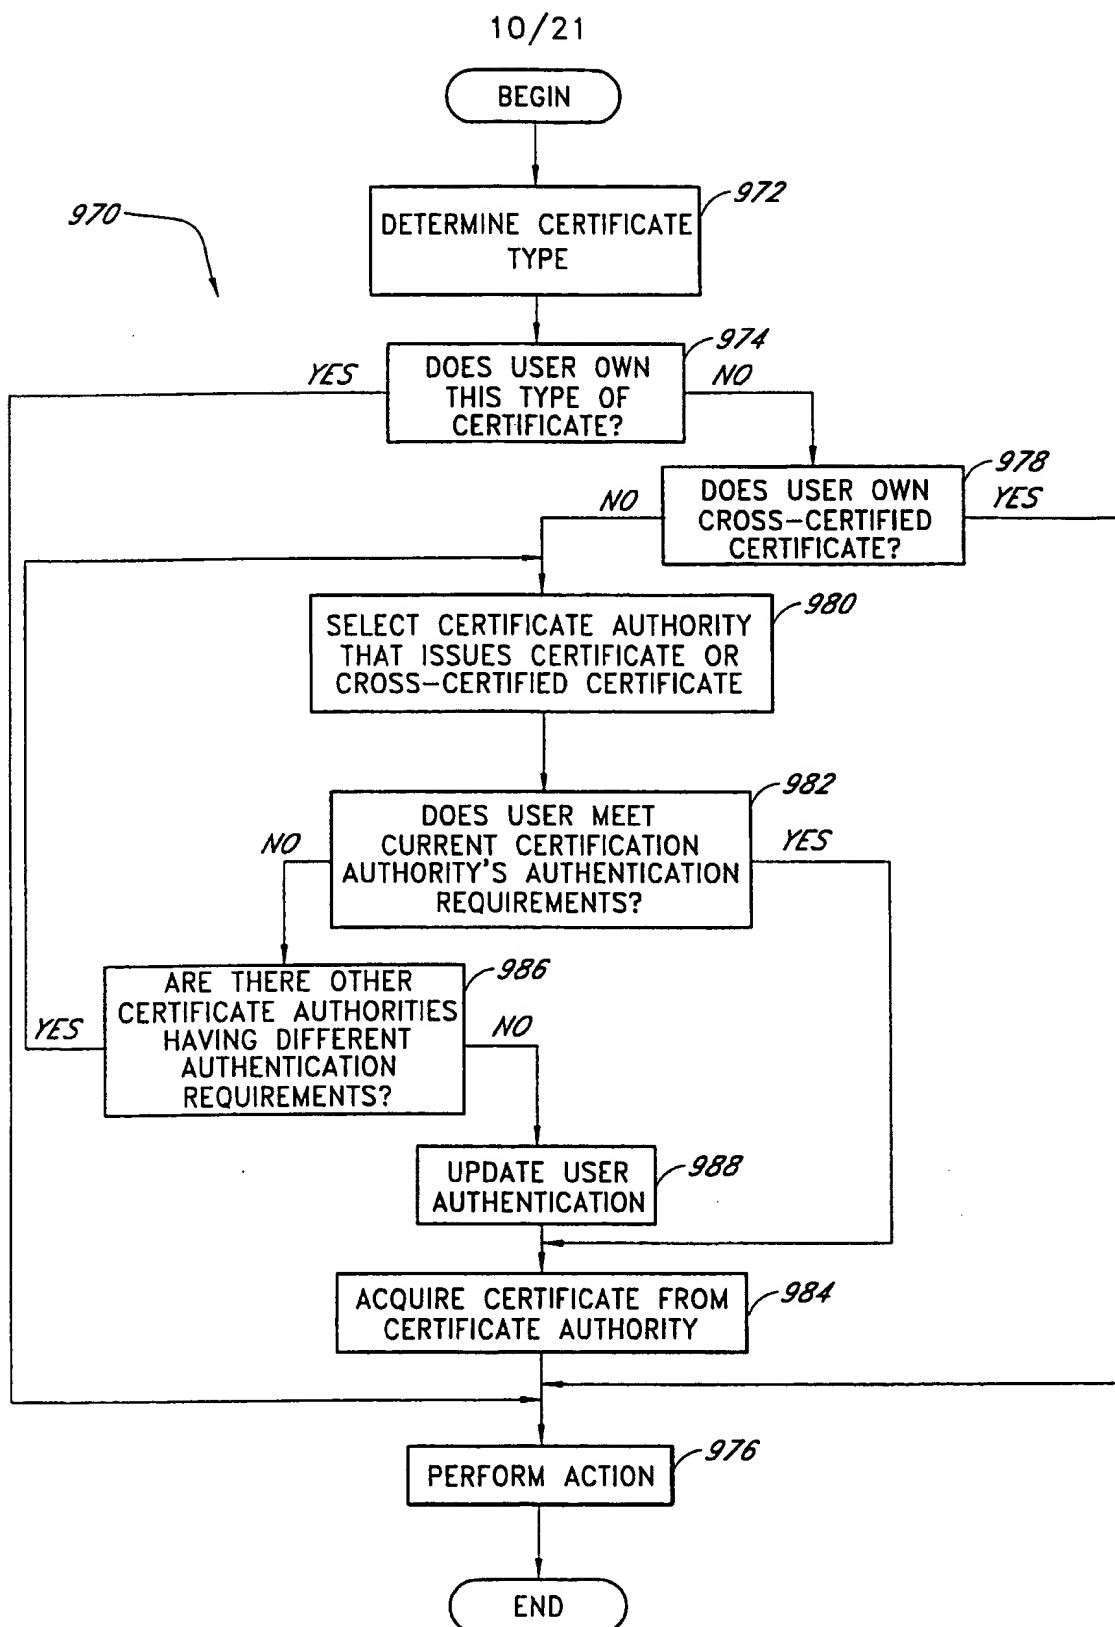 10/21
BEGIN
972
DETERMINE CERTIFICATE
TYPE
970
974
DOES USER OWN
THIS TYPE OF
CERTIFICATE?
YES
NO
978
DOES USER OWN
CROSS-CERTIFIED
CERTIFICATE?
NO
YES
980
SELECT CERTIFICATE AUTHORITY
THAT ISSUES CERTIFICATE OR
CROSS-CERTIFIED CERTIFICATE
982
DOES USER MEET
CURRENT CERTIFICATION
AUTHORITY'S AUTHENTICATION
REQUIREMENTS?
NO
YES
986
ARE THERE OTHER
CERTIFICATE AUTHORITIES
HAVING DIFFERENT
AUTHENTICATION
REQUIREMENTS?
YES
NO
988
UPDATE USER
AUTHENTICATION
984
ACQUIRE CERTIFICATE FROM
CERTIFICATE AUTHORITY
976
PERFORM ACTION
END